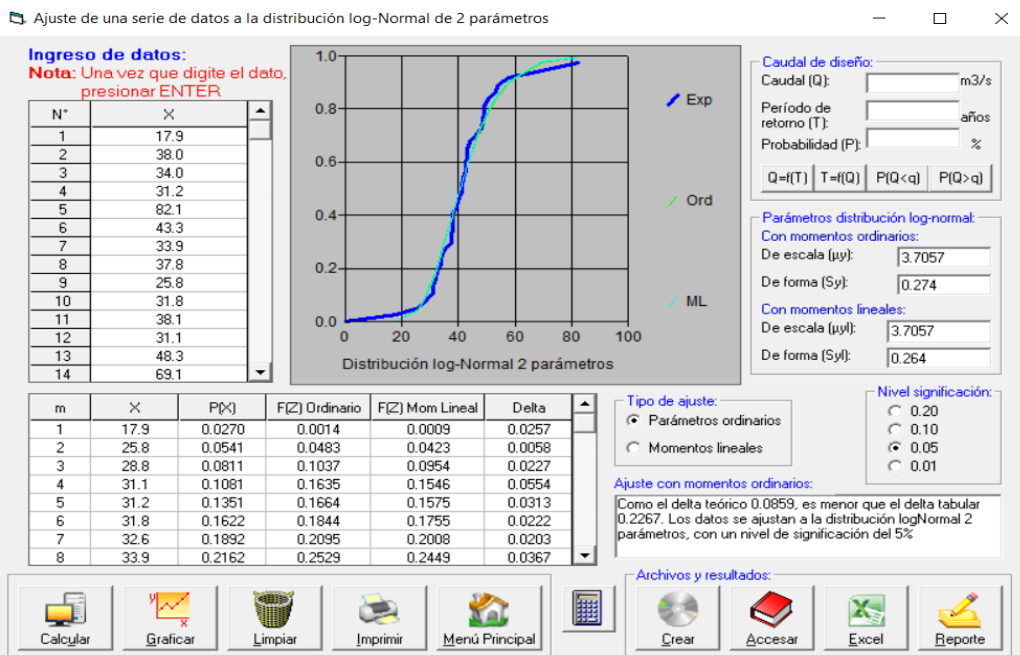 Ajuste de una serie de datos a la distribución log-Normal de 2 parámetros
Ingreso de datos:
Nota: Una vez que digite el dato,
presionar ENTER
N° X
1 17.9
2 38.0
3 34.0
4 31.2
5 82.1
6 43.3
7 33.9
8 37.8
9 25.8
10 31.8
11 38.1
12 31.1
13 48.3
14 69.1
1.0
0.8
0.6
0.4
0.2
0.0
0 20 40 60 80 100
Distribución log-Normal 2 parámetros
Exp
Ord
ML
Caudal de diseño:
Caudal (Q): m3/s
Período de
retorno (T): años
Probabilidad (P): %
Q=f(T) T=f(Q) P(Q<q) P(Q>q)
Parámetros distribución log-normal:
Con momentos ordinarios:
De escala (µy): 3.7057
De forma (Sy): 0.274
Con momentos lineales:
De escala (µyl): 3.7057
De forma (Syl): 0.264
m X P(X) F(Z) Ordinario F(Z) Mom Lineal Delta
1 17.9 0.0270 0.0014 0.0009 0.0257
2 25.8 0.0541 0.0483 0.0423 0.0058
3 28.8 0.0811 0.1037 0.0954 0.0227
4 31.1 0.1081 0.1635 0.1546 0.0554
5 31.2 0.1351 0.1664 0.1575 0.0313
6 31.8 0.1622 0.1844 0.1755 0.0222
7 32.6 0.1892 0.2095 0.2008 0.0203
8 33.9 0.2162 0.2529 0.2449 0.0367
Tipo de ajuste:
Parámetros ordinarios
Momentos lineales
Nivel significación:
0.20
0.10
0.05
0.01
Ajuste con momentos ordinarios:
Como el delta teórico 0.0859, es menor que el delta tabular
0.2267. Los datos se ajustan a la distribución logNormal 2
parámetros, con un nivel de significación del 5%
Calcular Graficar Limpiar Imprimir Menú Principal
Archivos y resultados:
Crear Accesar Excel Reporte